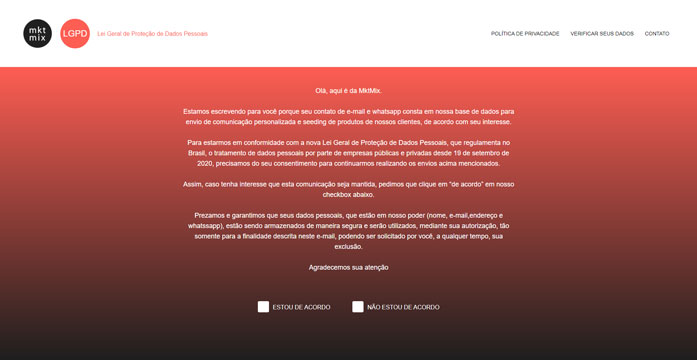 mkt
mix
LGPD
Lei Geral de Proteção de Dados Pessoais
POLÍTICA DE PRIVACIDADE
VERIFICAR SEUS DADOS
CONTATO
Olá, aqui é da MktMix.
Estamos escrevendo para você porque seu contato de e-mail e whatsapp consta em nossa base de dados para
envio de comunicação personalizada e seeding de produtos de nossos clientes, de acordo com seu interesse.
Para estarmos em conformidade com a nova Lei Geral de Proteção de Dados Pessoais, que regulamenta no
Brasil, o tratamento de dados pessoais por parte de empresas públicas e privadas desde 19 de setembro de
2020, precisamos do seu consentimento para continuarmos realizando os envios acima mencionados.
Assim, caso tenha interesse que esta comunicação seja mantida, pedimos que clique em “de acordo” em nosso
checkbox abaixo.
Prezamos e garantimos que seus dados pessoais, que estão em nosso poder (nome, e-mail,endereço e
whatssapp), estão sendo armazenados de maneira segura e serão utilizados, mediante sua autorização, tão
somente para a finalidade descrita neste e-mail, podendo ser solicitado por você, a qualquer tempo, sua
exclusão.
Agradecemos sua atenção
ESTOU DE ACORDO
NÃO ESTOU DE ACORDO